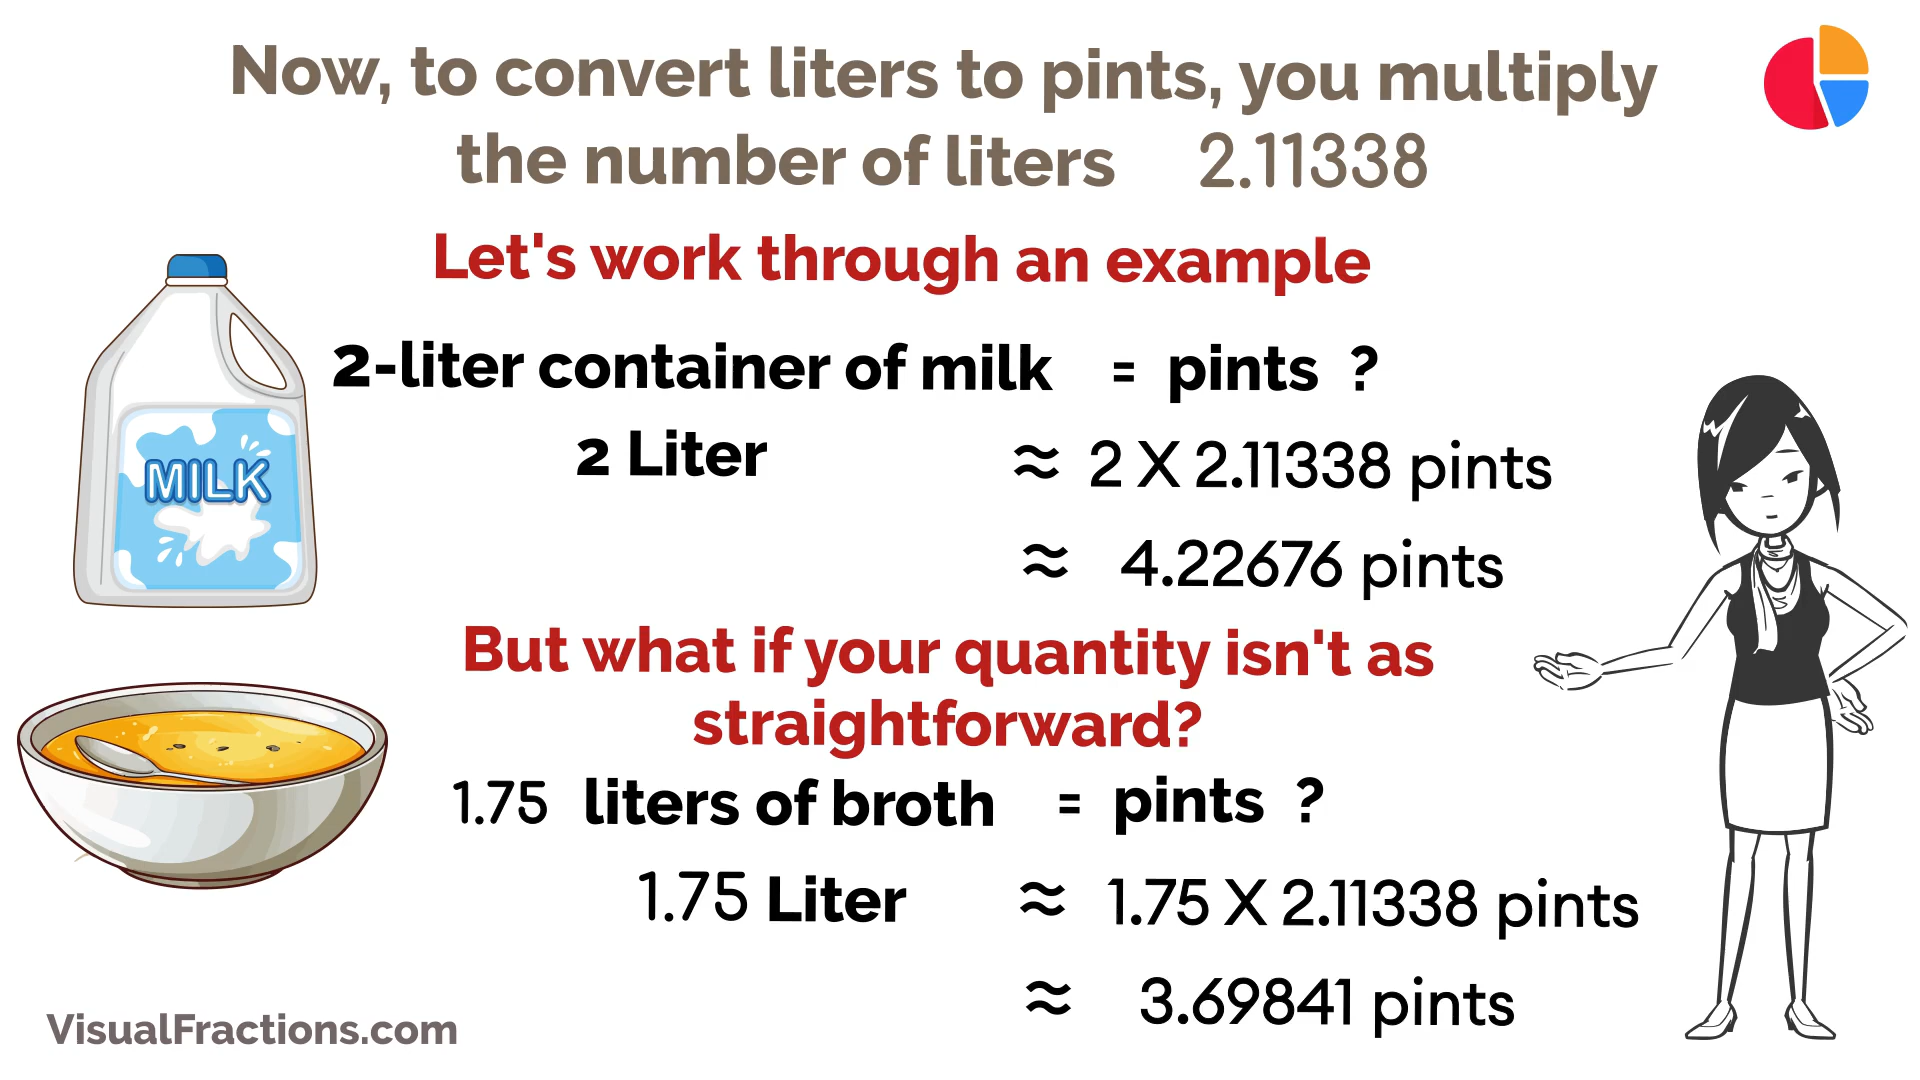 Now, to convert liters to pints, you multiply
the number of liters 2.11338
Let's work through an example
2-liter container of milk = pints ?
2 Liter ≈ 2 X 2.11338 pints
≈ 4.22676 pints
MILK
But what if your quantity isn't as
straightforward?
1.75 liters of broth = pints ?
1.75 Liter ≈ 1.75 X 2.11338 pints
≈ 3.69841 pints
VisualFractions.com